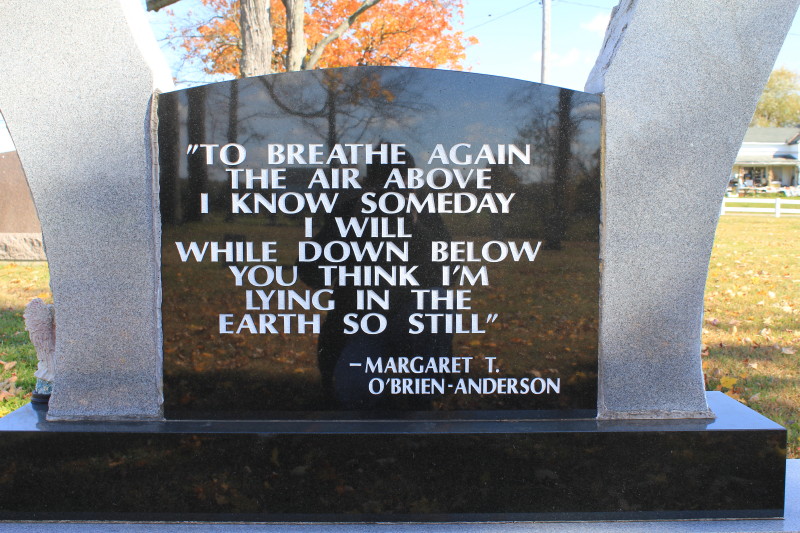 "TO BREATHE AGAIN
THE AIR ABOVE
I KNOW SOMEDAY
I WILL
WHILE DOWN BELOW
YOU THINK I'M
LYING IN THE
EARTH SO STILL"
–MARGARET T.
O'BRIEN-ANDERSON